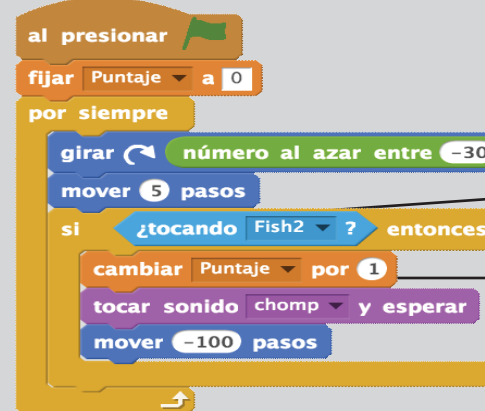 al presionar
fijar Puntaje a 0
por siempre
girar número al azar entre -30
mover 5 pasos
si ¿tocando Fish2 ? entonces
cambiar Puntaje por 1
tocar sonido chomp y esperar
mover -100 pasos